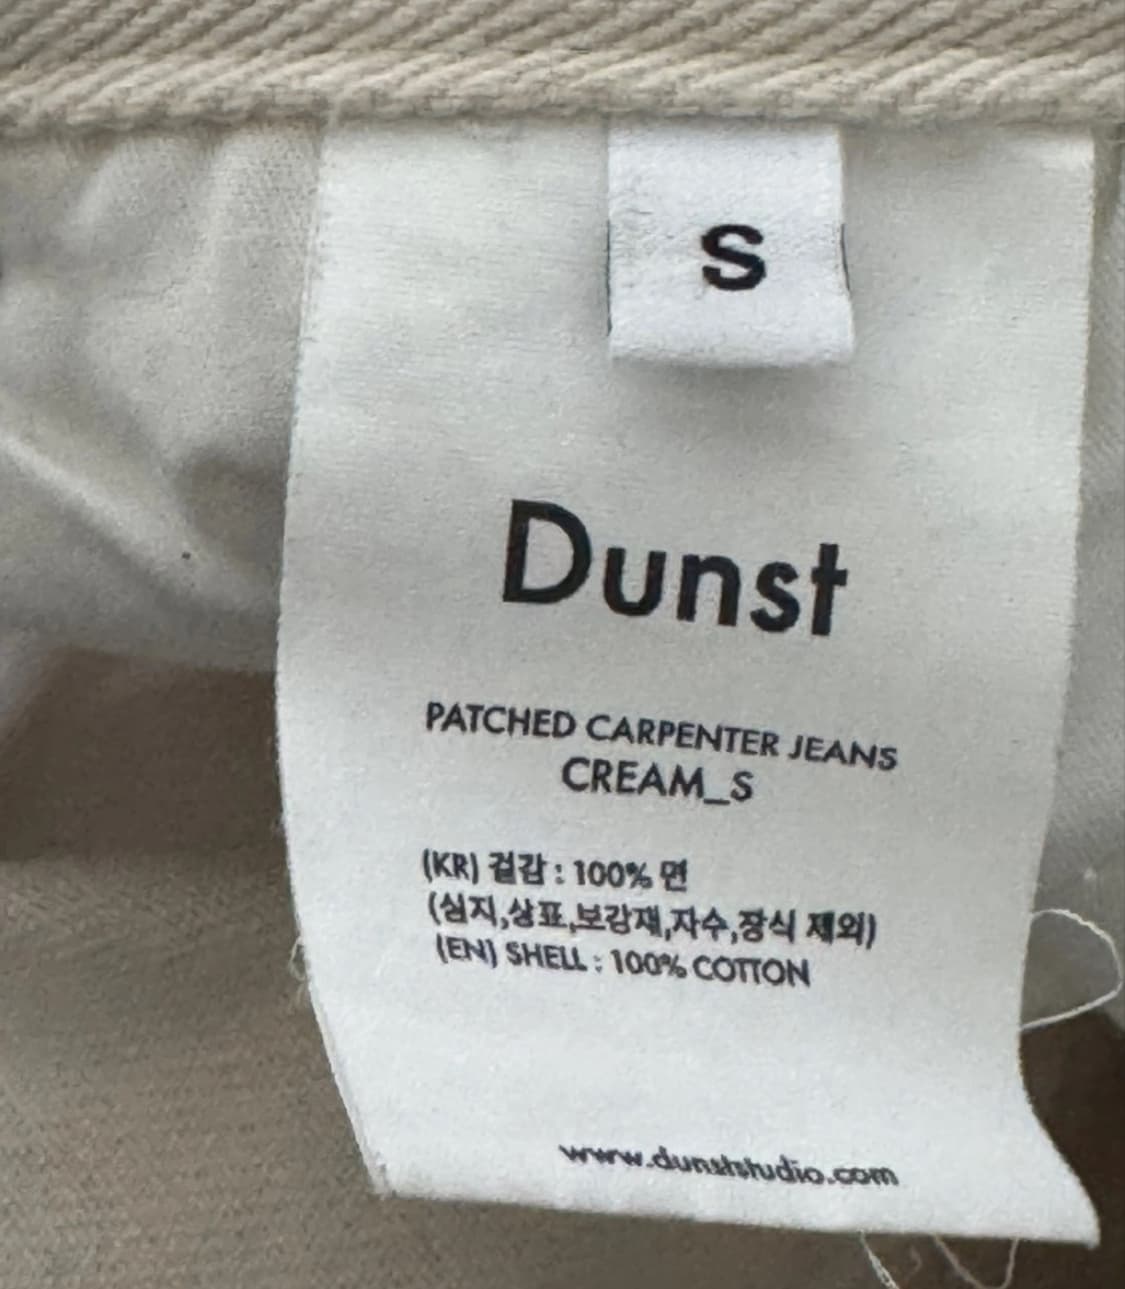 S
Dunst
PATCHED CARPENTER JEANS
CREAM_S
(KR) 겉감 : 100% 면
(심지,상표,보강재,자수,장식 제외)
(EN) SHELL : 100% COTTON
www.dunststudio.com